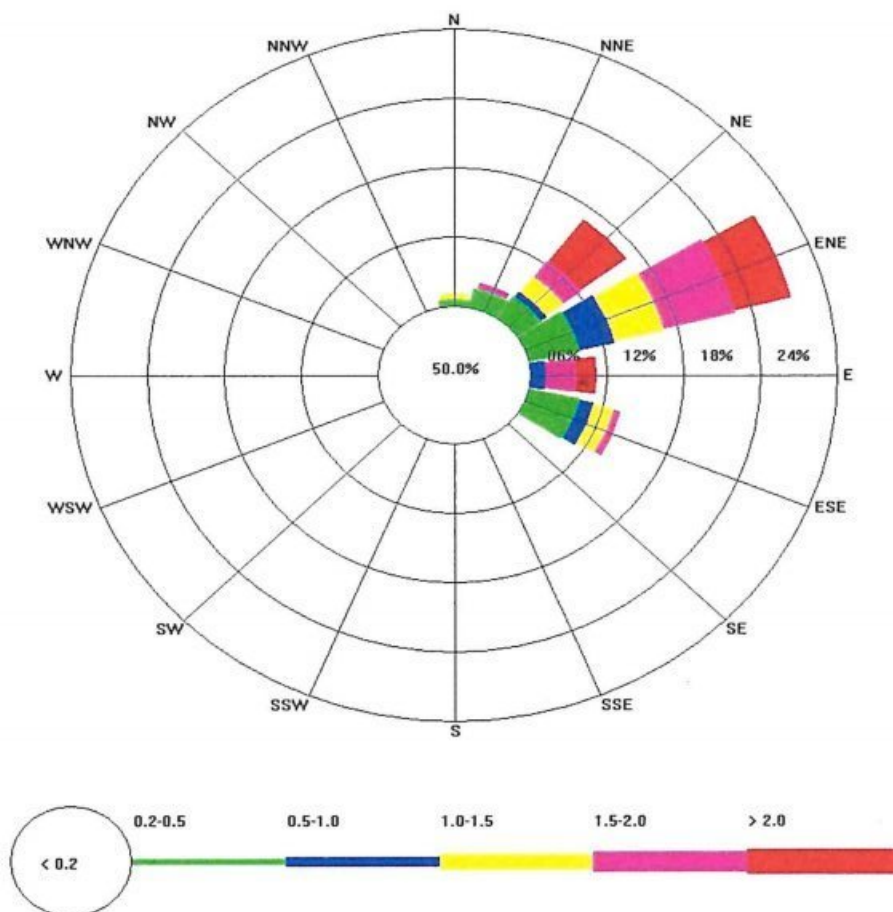 N
NNW
NNE
NW
NE
WNW
ENE
50.0%
06%
12%
18%
24%
W
E
WSW
ESE
SW
SE
SSW
SSE
S
0.2-0.5
0.5-1.0
1.0-1.5
1.5-2.0
> 2.0
< 0.2